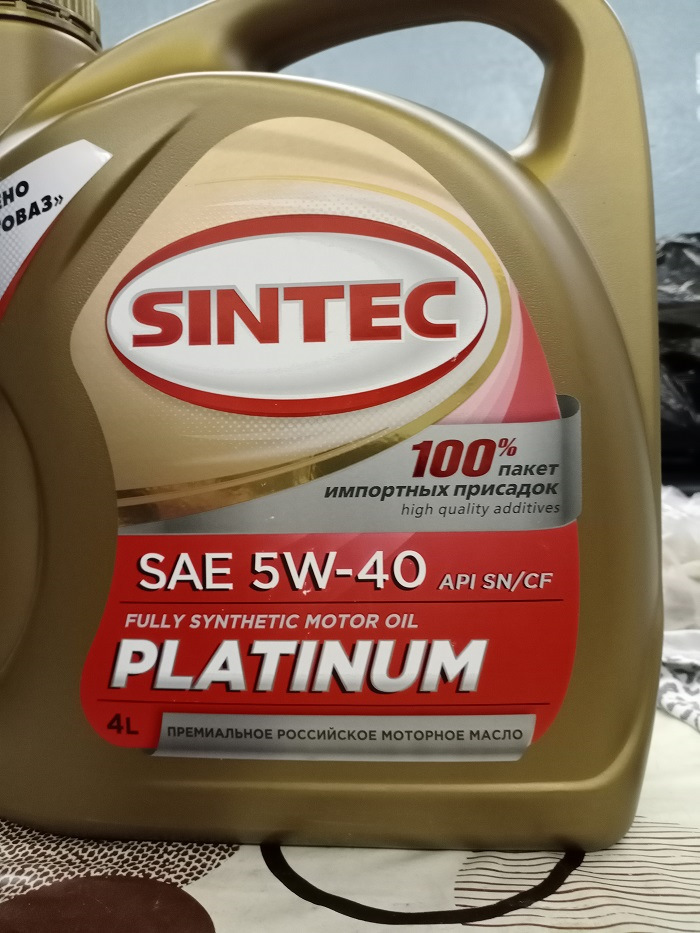 SINTEC
100%
пакет
импортных присадок
high quality additives
SAE 5W-40 API SN/CF
FULLY SYNTHETIC MOTOR OIL
PLATINUM
4L
ПРЕМИАЛЬНОЕ РОССИЙСКОЕ МОТОРНОЕ МАСЛО